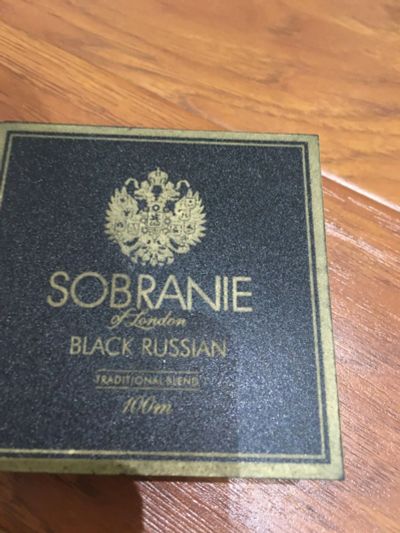 SOBRANIE
of London
BLACK RUSSIAN
TRADITIONAL BLEND
100m